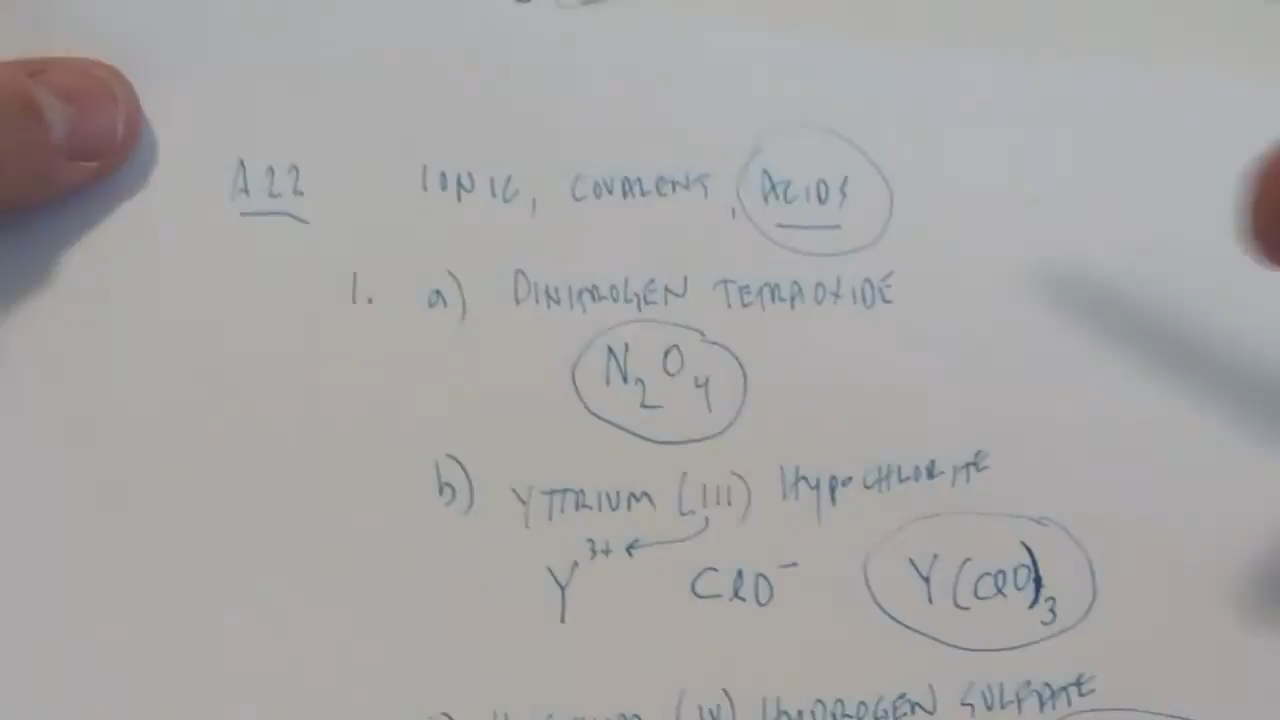 A22 IONIC, COVALENT, ACIDS
1. a) DINITROGEN TETRAOXIDE
N₂O₄
b) YTTRIUM (III) HypoCHLORITE
Y³⁺ ClO⁻ Y(ClO)₃
(IV) HYDROGEN SULFATE